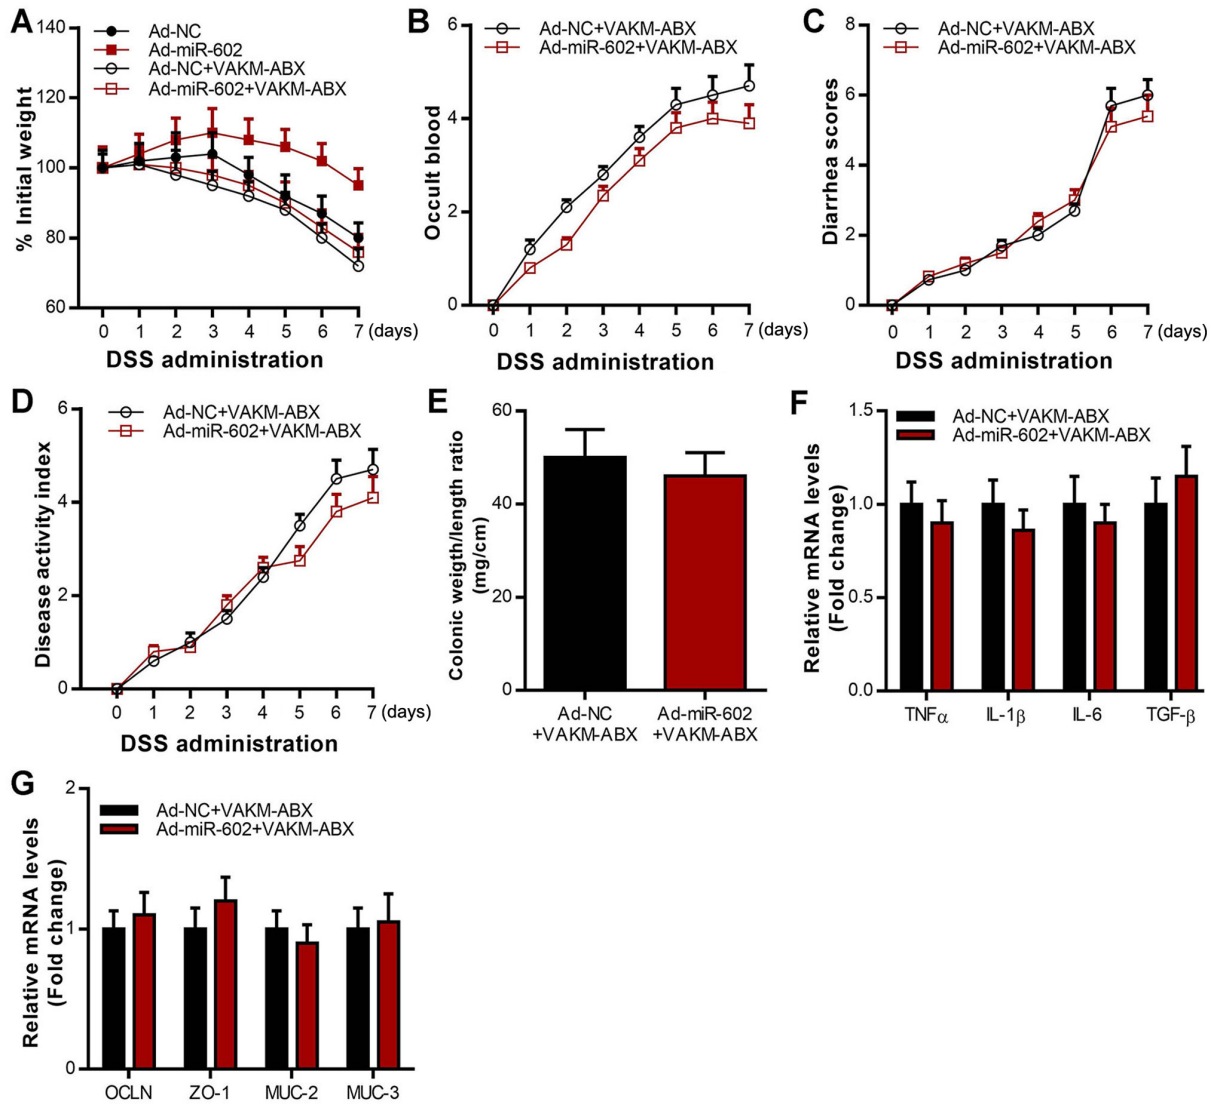 A
140
120
100
80
60
% Initial weight
Ad-NC
Ad-miR-602
Ad-NC+VAKM-ABX
Ad-miR-602+VAKM-ABX
0 1 2 3 4 5 6 7 (days)
DSS administration
B
6
4
2
0
Occult blood
Ad-NC+VAKM-ABX
Ad-miR-602+VAKM-ABX
0 1 2 3 4 5 6 7 (days)
DSS administration
C
8
6
4
2
0
Diarrhea scores
Ad-NC+VAKM-ABX
Ad-miR-602+VAKM-ABX
0 1 2 3 4 5 6 7 (days)
DSS administration
D
6
4
2
0
Disease activity index
Ad-NC+VAKM-ABX
Ad-miR-602+VAKM-ABX
0 1 2 3 4 5 6 7 (days)
DSS administration
E
60
40
20
0
Colonic weigth/length ratio
(mg/cm)
Ad-NC
+VAKM-ABX
Ad-miR-602
+VAKM-ABX
F
1.5
1.0
0.5
0.0
Relative mRNA levels
(Fold change)
Ad-NC+VAKM-ABX
Ad-miR-602+VAKM-ABX
TNFα IL-1β IL-6 TGF-β
G
2
1
0
Relative mRNA levels
(Fold change)
Ad-NC+VAKM-ABX
Ad-miR-602+VAKM-ABX
OCLN ZO-1 MUC-2 MUC-3